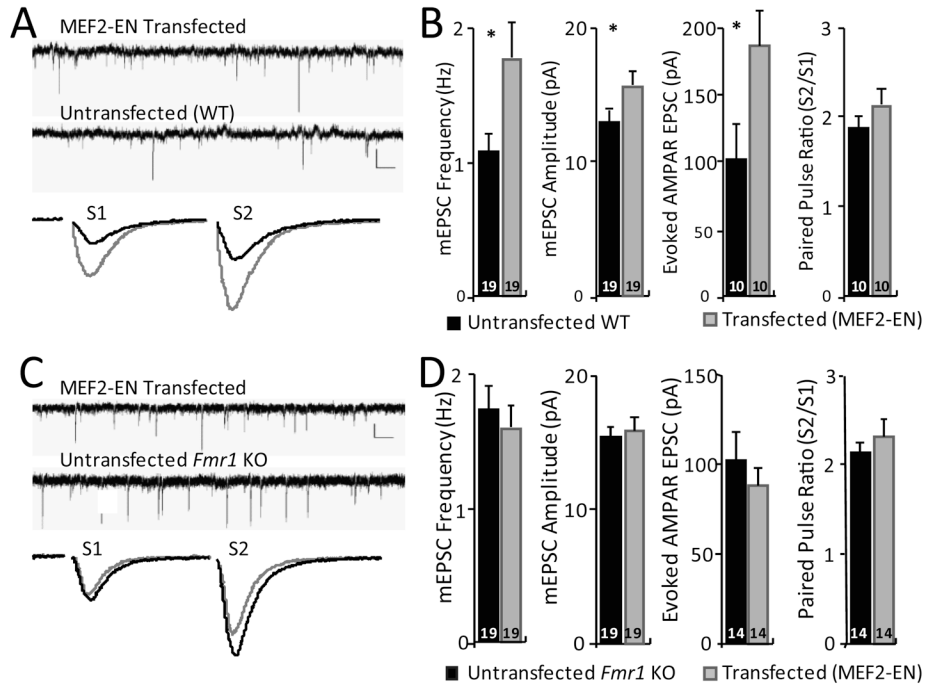 A
MEF2-EN Transfected
Untransfected (WT)
S1 S2
B
mEPSC Frequency (Hz)
2
1
0
*
19 19
mEPSC Amplitude (pA)
20
10
0
*
19 19
Evoked AMPAR EPSC (pA)
200
150
100
50
0
*
10 10
Paired Pulse Ratio (S2/S1)
3
2
1
0
10 10
Untransfected WT
Transfected (MEF2-EN)
C
MEF2-EN Transfected
Untransfected Fmr1 KO
S1 S2
D
mEPSC Frequency (Hz)
2
1
0
19 19
mEPSC Amplitude (pA)
20
10
0
19 19
Evoked AMPAR EPSC (pA)
150
100
50
0
14 14
Paired Pulse Ratio (S2/S1)
3
2
1
0
14 14
Untransfected Fmr1 KO
Transfected (MEF2-EN)